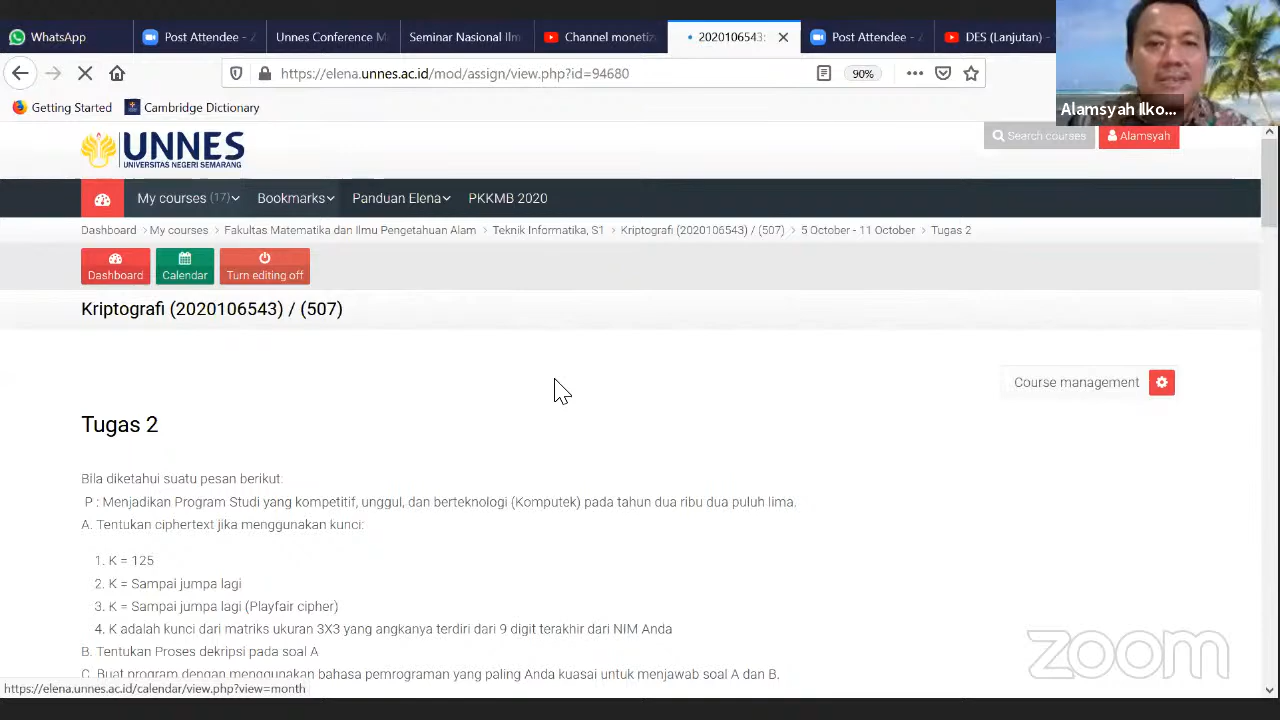 WhatsApp
Post Attendee - Z
Unnes Conference M
Seminar Nasional Ilm
Channel monetiz
2020106543:
Post Attendee - Z
DES (Lanjutan) -
https://elena.unnes.ac.id/mod/assign/view.php?id=94680
90%
Getting Started
Cambridge Dictionary
Alamsyah Ilko...
UNNES
UNIVERSITAS NEGERI SEMARANG
Search courses
Alamsyah
My courses (17)
Bookmarks
Panduan Elena
PKKMB 2020
Dashboard > My courses > Fakultas Matematika dan Ilmu Pengetahuan Alam > Teknik Informatika, S1 > Kriptografi (2020106543) / (507) > 5 October - 11 October > Tugas 2
Dashboard
Calendar
Turn editing off
Kriptografi (2020106543) / (507)
Course management
Tugas 2
Bila diketahui suatu pesan berikut:
P : Menjadikan Program Studi yang kompetitif, unggul, dan berteknologi (Komputek) pada tahun dua ribu dua puluh lima.
A. Tentukan ciphertext jika menggunakan kunci:
1. K = 125
2. K = Sampai jumpa lagi
3. K = Sampai jumpa lagi (Playfair cipher)
4. K adalah kunci dari matriks ukuran 3X3 yang angkanya terdiri dari 9 digit terakhir dari NIM Anda
B. Tentukan Proses dekripsi pada soal A
C. Buat program dengan menggunakan bahasa pemrograman yang paling Anda kuasai untuk menjawab soal A dan B.
https://elena.unnes.ac.id/calendar/view.php?view=month
zoom